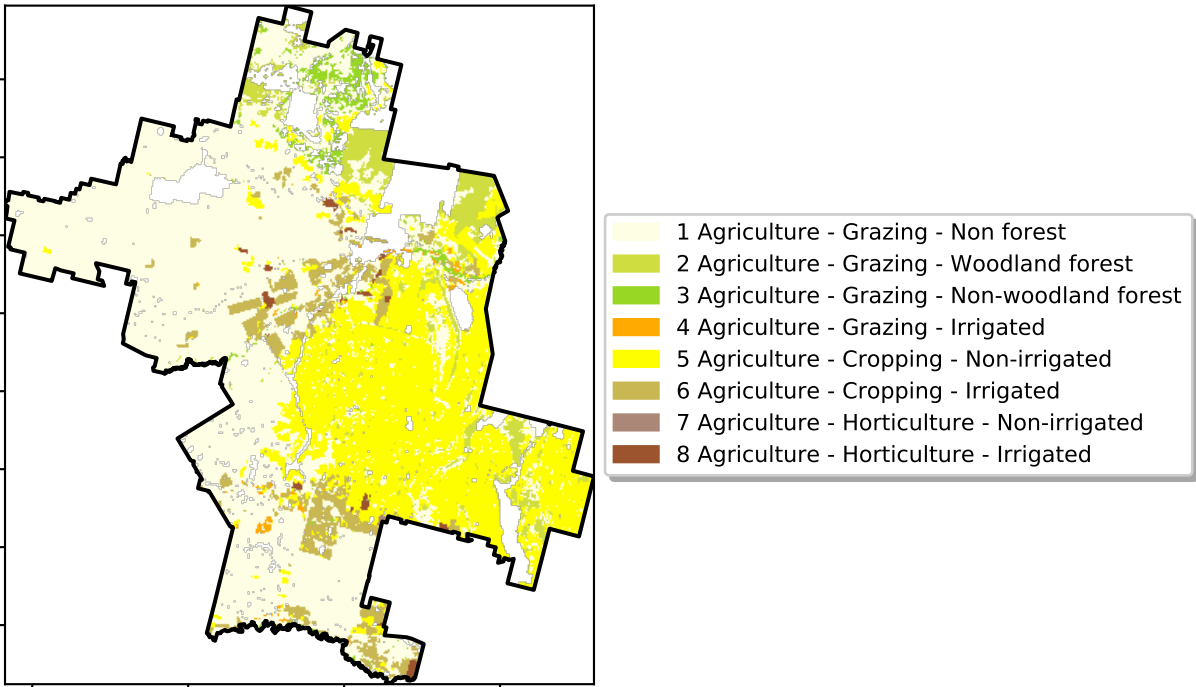 1 Agriculture - Grazing - Non forest
2 Agriculture - Grazing - Woodland forest
3 Agriculture - Grazing - Non-woodland forest
4 Agriculture - Grazing - Irrigated
5 Agriculture - Cropping - Non-irrigated
6 Agriculture - Cropping - Irrigated
7 Agriculture - Horticulture - Non-irrigated
8 Agriculture - Horticulture - Irrigated